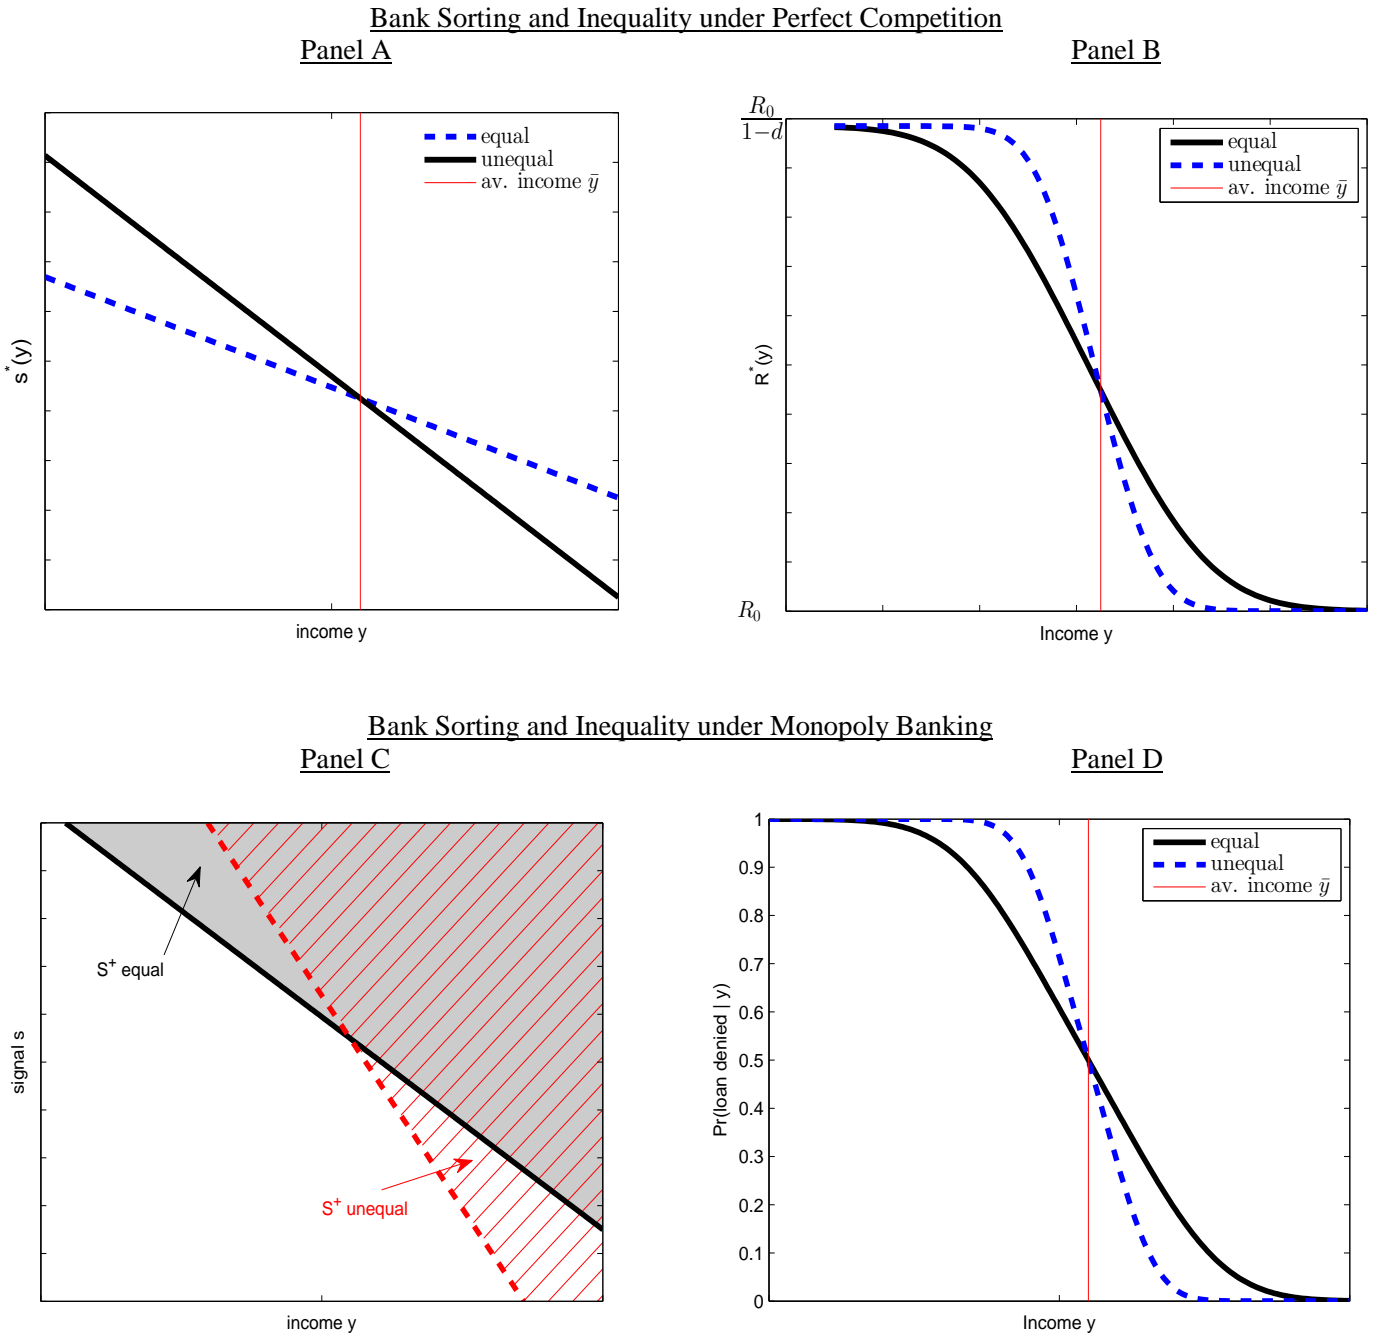 Bank Sorting and Inequality under Perfect Competition
Panel A
Panel B
equal
unequal
av. income ȳ
s*(y)
income y
R₀/(1−d)
equal
unequal
av. income ȳ
R*(y)
R₀
Income y
Bank Sorting and Inequality under Monopoly Banking
Panel C
Panel D
S⁺ equal
S⁺ unequal
signal s
income y
1
0.9
0.8
0.7
0.6
0.5
0.4
0.3
0.2
0.1
0
equal
unequal
av. income ȳ
Pr(loan denied | y)
Income y